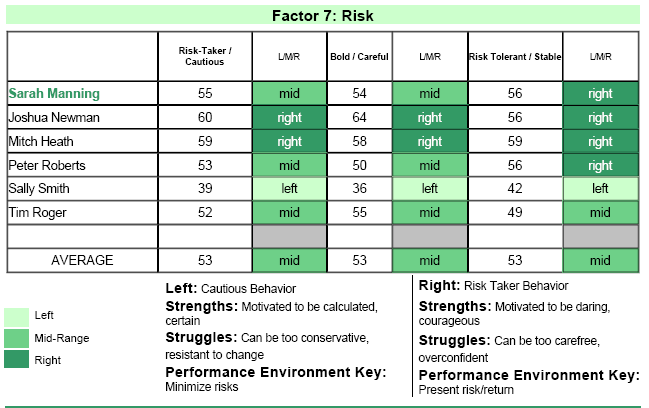 Factor 7: Risk
Risk-Taker / Cautious L/M/R Bold / Careful L/M/R Risk Tolerant / Stable L/M/R
Sarah Manning 55 mid 54 mid 56 right
Joshua Newman 60 right 64 right 56 right
Mitch Heath 59 right 58 right 59 right
Peter Roberts 53 mid 50 mid 56 right
Sally Smith 39 left 36 left 42 left
Tim Roger 52 mid 55 mid 49 mid
AVERAGE 53 mid 53 mid 53 mid
Left
Mid-Range
Right
Left: Cautious Behavior
Strengths: Motivated to be calculated,
certain
Struggles: Can be too conservative,
resistant to change
Performance Environment Key:
Minimize risks
Right: Risk Taker Behavior
Strengths: Motivated to be daring,
courageous
Struggles: Can be too carefree,
overconfident
Performance Environment Key:
Present risk/return